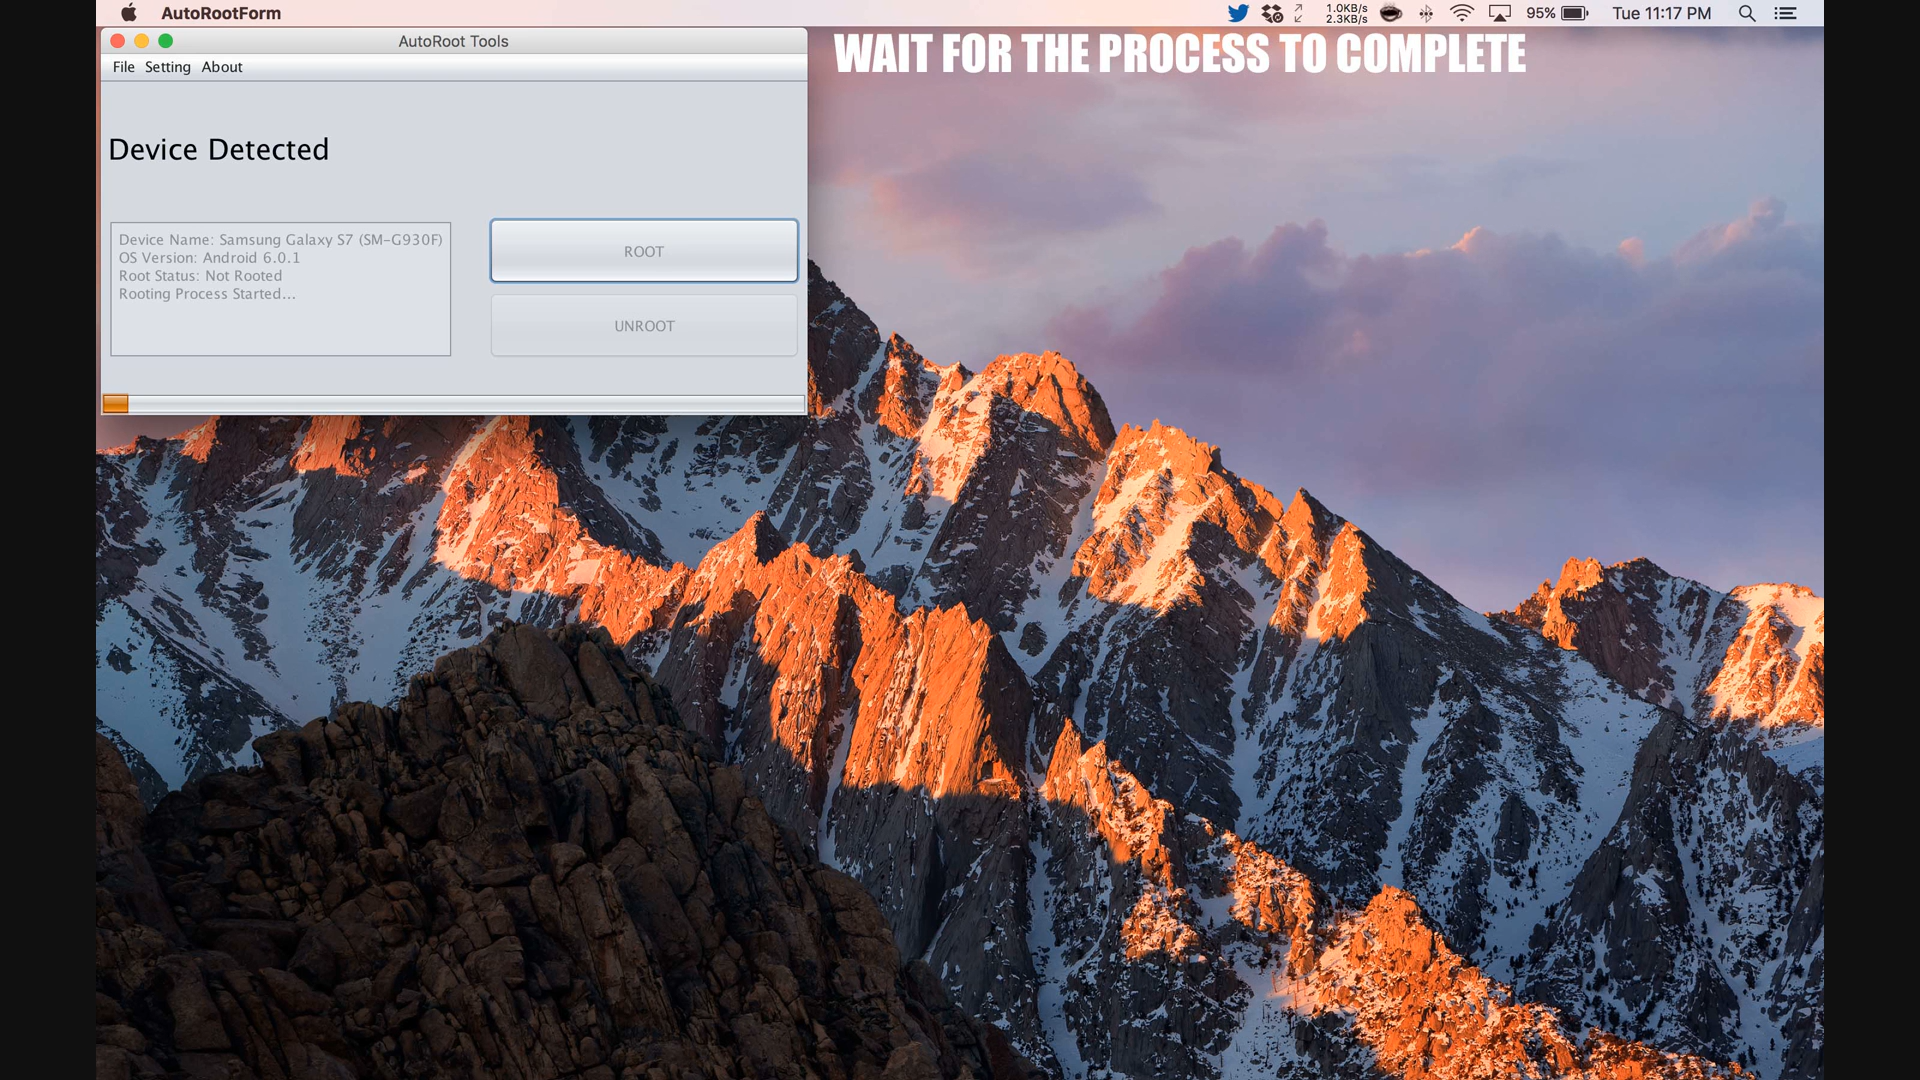 AutoRootForm
1.0KB/s
2.3KB/s
95%
Tue 11:17 PM
AutoRoot Tools
WAIT FOR THE PROCESS TO COMPLETE
File Setting About
Device Detected
Device Name: Samsung Galaxy S7 (SM-G930F)
OS Version: Android 6.0.1
Root Status: Not Rooted
Rooting Process Started...
ROOT
UNROOT